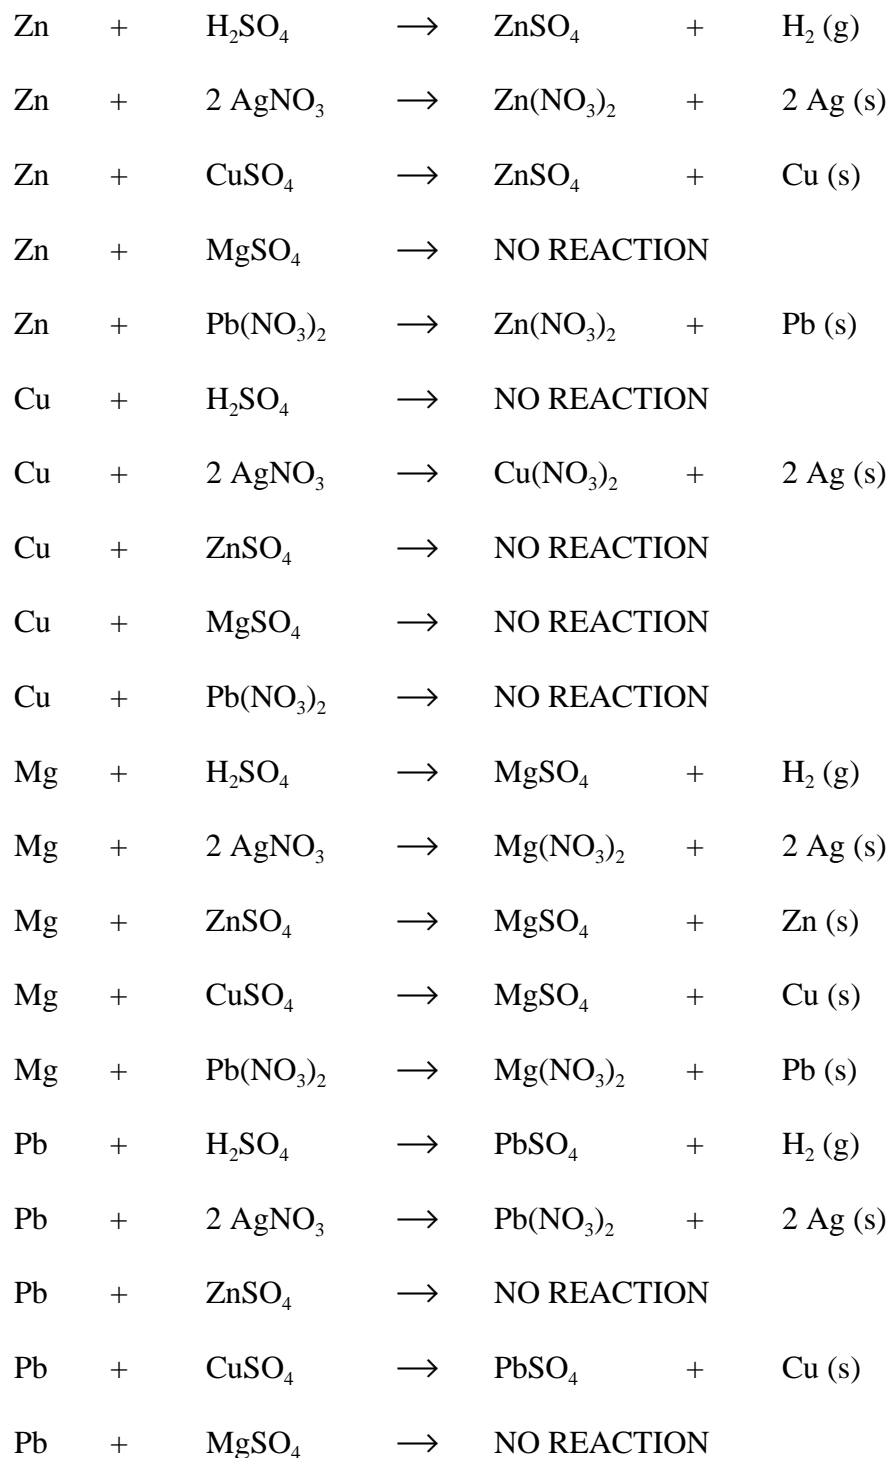 Zn + H₂SO₄ ⟶ ZnSO₄ + H₂ (g)
Zn + 2 AgNO₃ ⟶ Zn(NO₃)₂ + 2 Ag (s)
Zn + CuSO₄ ⟶ ZnSO₄ + Cu (s)
Zn + MgSO₄ ⟶ NO REACTION
Zn + Pb(NO₃)₂ ⟶ Zn(NO₃)₂ + Pb (s)
Cu + H₂SO₄ ⟶ NO REACTION
Cu + 2 AgNO₃ ⟶ Cu(NO₃)₂ + 2 Ag (s)
Cu + ZnSO₄ ⟶ NO REACTION
Cu + MgSO₄ ⟶ NO REACTION
Cu + Pb(NO₃)₂ ⟶ NO REACTION
Mg + H₂SO₄ ⟶ MgSO₄ + H₂ (g)
Mg + 2 AgNO₃ ⟶ Mg(NO₃)₂ + 2 Ag (s)
Mg + ZnSO₄ ⟶ MgSO₄ + Zn (s)
Mg + CuSO₄ ⟶ MgSO₄ + Cu (s)
Mg + Pb(NO₃)₂ ⟶ Mg(NO₃)₂ + Pb (s)
Pb + H₂SO₄ ⟶ PbSO₄ + H₂ (g)
Pb + 2 AgNO₃ ⟶ Pb(NO₃)₂ + 2 Ag (s)
Pb + ZnSO₄ ⟶ NO REACTION
Pb + CuSO₄ ⟶ PbSO₄ + Cu (s)
Pb + MgSO₄ ⟶ NO REACTION